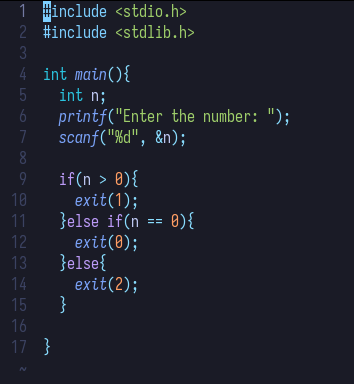 1 #include <stdio.h>
2 #include <stdlib.h>
3
4 int main(){
5   int n;
6   printf("Enter the number: ");
7   scanf("%d", &n);
8
9   if(n > 0){
10     exit(1);
11   }else if(n == 0){
12     exit(0);
13   }else{
14     exit(2);
15   }
16
17 }
~